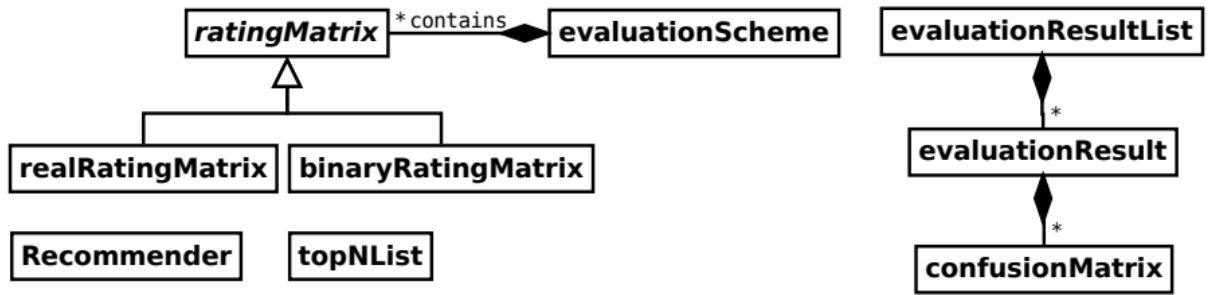 ratingMatrix
*contains
evaluationScheme
evaluationResultList
*
realRatingMatrix
binaryRatingMatrix
evaluationResult
*
Recommender
topNList
confusionMatrix